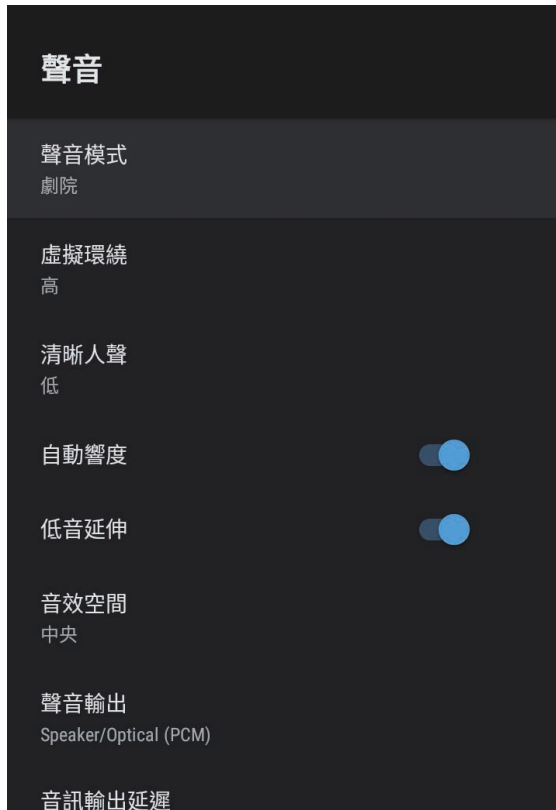 聲音
聲音模式
劇院
虛擬環繞
高
清晰人聲
低
自動響度
低音延伸
音效空間
中央
聲音輸出
Speaker/Optical (PCM)
音訊輸出延遲